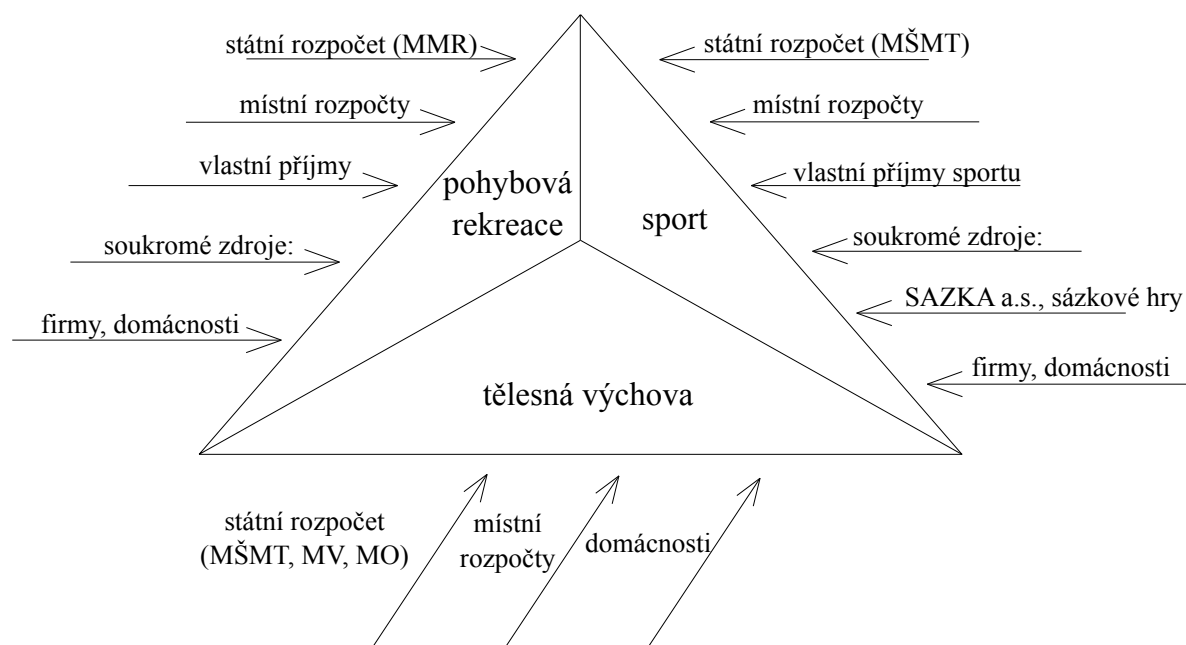 státní rozpočet (MMR)
státní rozpočet (MŠMT)
místní rozpočty
místní rozpočty
vlastní příjmy
vlastní příjmy sportu
pohybová
rekreace
sport
soukromé zdroje:
soukromé zdroje:
SAZKA a.s., sázkové hry
firmy, domácnosti
firmy, domácnosti
tělesná výchova
státní rozpočet
(MŠMT, MV, MO)
místní
rozpočty
domácnosti